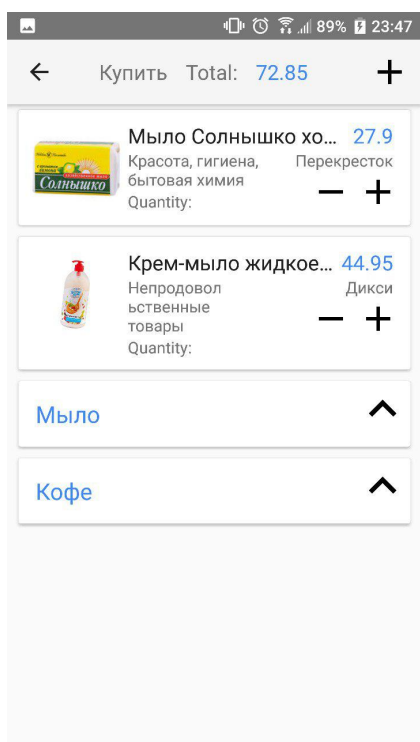 89% 23:47
Купить Total: 72.85
Мыло Солнышко хо... 27.9
Красота, гигиена, Перекресток
бытовая химия
Quantity:
Солнышко
Крем-мыло жидкое... 44.95
Непродовол Дикси
ьственные
товары
Quantity:
Мыло
Кофе